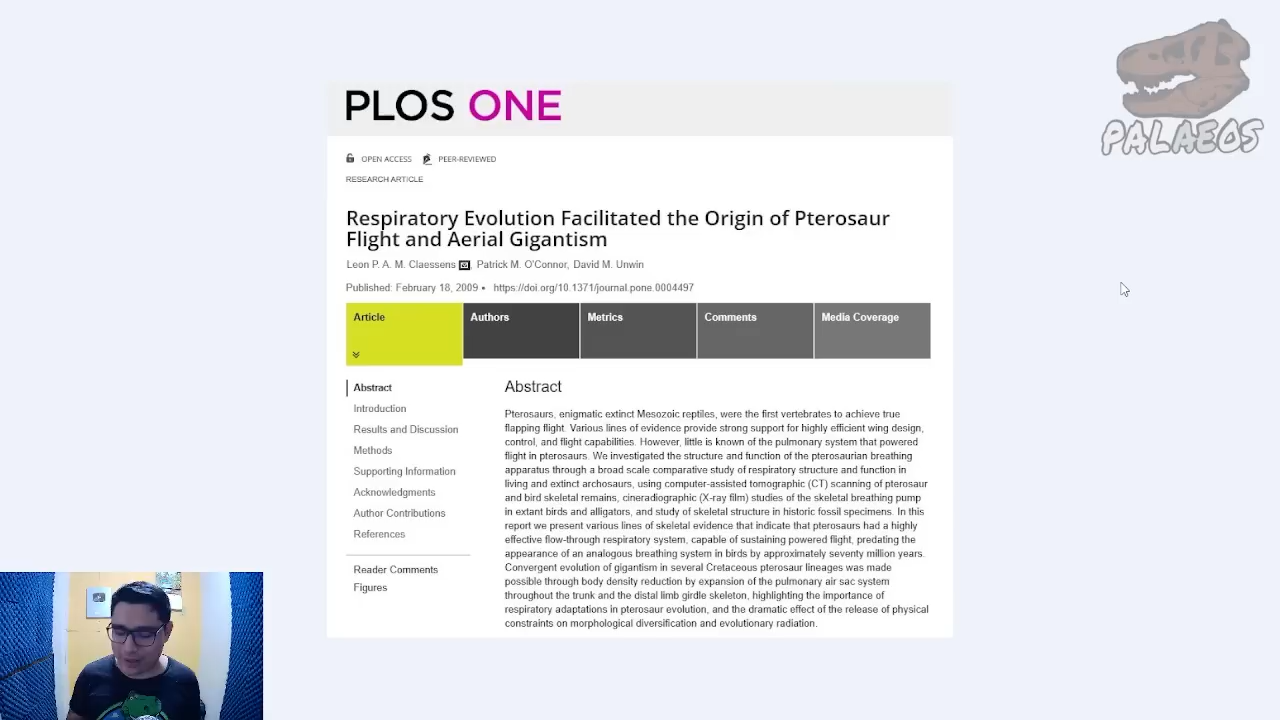 PALAEOS
PLOS ONE
OPEN ACCESS PEER-REVIEWED
RESEARCH ARTICLE
Respiratory Evolution Facilitated the Origin of Pterosaur
Flight and Aerial Gigantism
Leon P. A. M. Claessens, Patrick M. O'Connor, David M. Unwin
Published: February 18, 2009 • https://doi.org/10.1371/journal.pone.0004497
Article Authors Metrics Comments Media Coverage
Abstract
Introduction
Results and Discussion
Methods
Supporting Information
Acknowledgments
Author Contributions
References
Reader Comments
Figures
Abstract
Pterosaurs, enigmatic extinct Mesozoic reptiles, were the first vertebrates to achieve true
flapping flight. Various lines of evidence provide strong support for highly efficient wing design,
control, and flight capabilities. However, little is known of the pulmonary system that powered
flight in pterosaurs. We investigated the structure and function of the pterosaurian breathing
apparatus through a broad scale comparative study of respiratory structure and function in
living and extinct archosaurs, using computer-assisted tomographic (CT) scanning of pterosaur
and bird skeletal remains, cineradiographic (X-ray film) studies of the skeletal breathing pump
in extant birds and alligators, and study of skeletal structure in historic fossil specimens. In this
report we present various lines of skeletal evidence that indicate that pterosaurs had a highly
effective flow-through respiratory system, capable of sustaining powered flight, predating the
appearance of an analogous breathing system in birds by approximately seventy million years.
Convergent evolution of gigantism in several Cretaceous pterosaur lineages was made
possible through body density reduction by expansion of the pulmonary air sac system
throughout the trunk and the distal limb girdle skeleton, highlighting the importance of
respiratory adaptations in pterosaur evolution, and the dramatic effect of the release of physical
constraints on morphological diversification and evolutionary radiation.